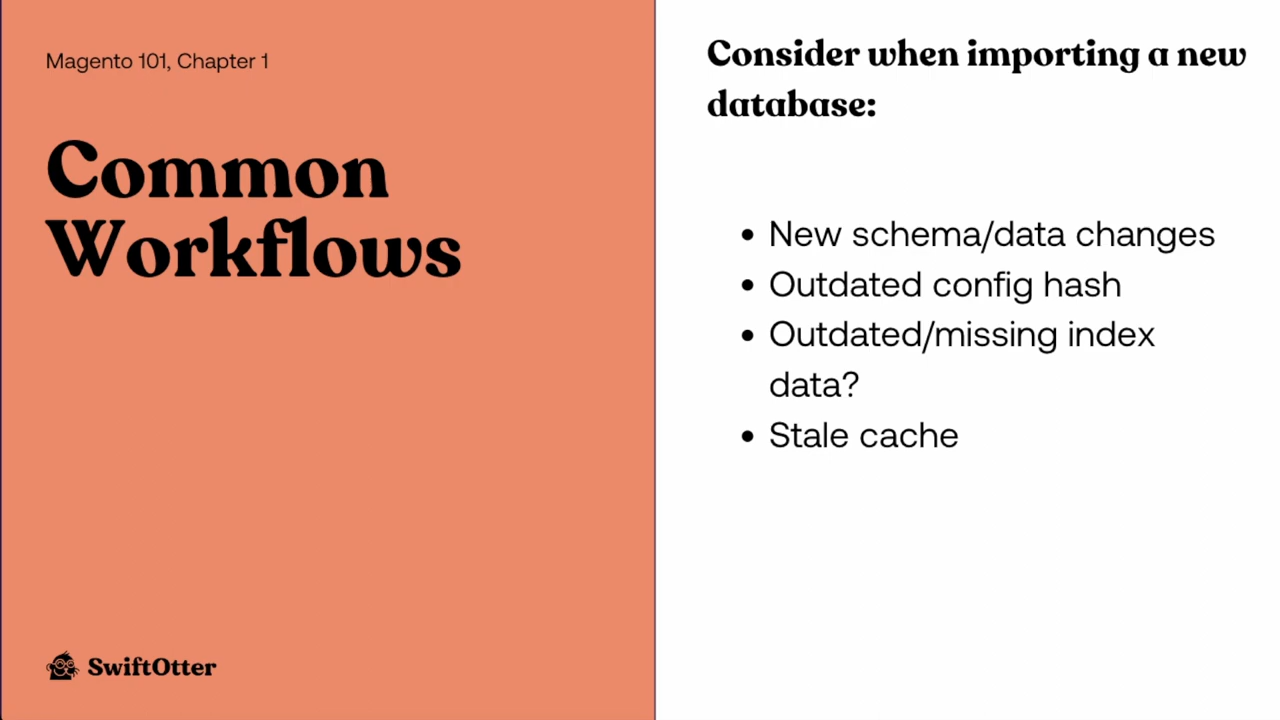 Magento 101, Chapter 1
Common
Workflows
SwiftOtter
Consider when importing a new
database:
• New schema/data changes
• Outdated config hash
• Outdated/missing index
data?
• Stale cache